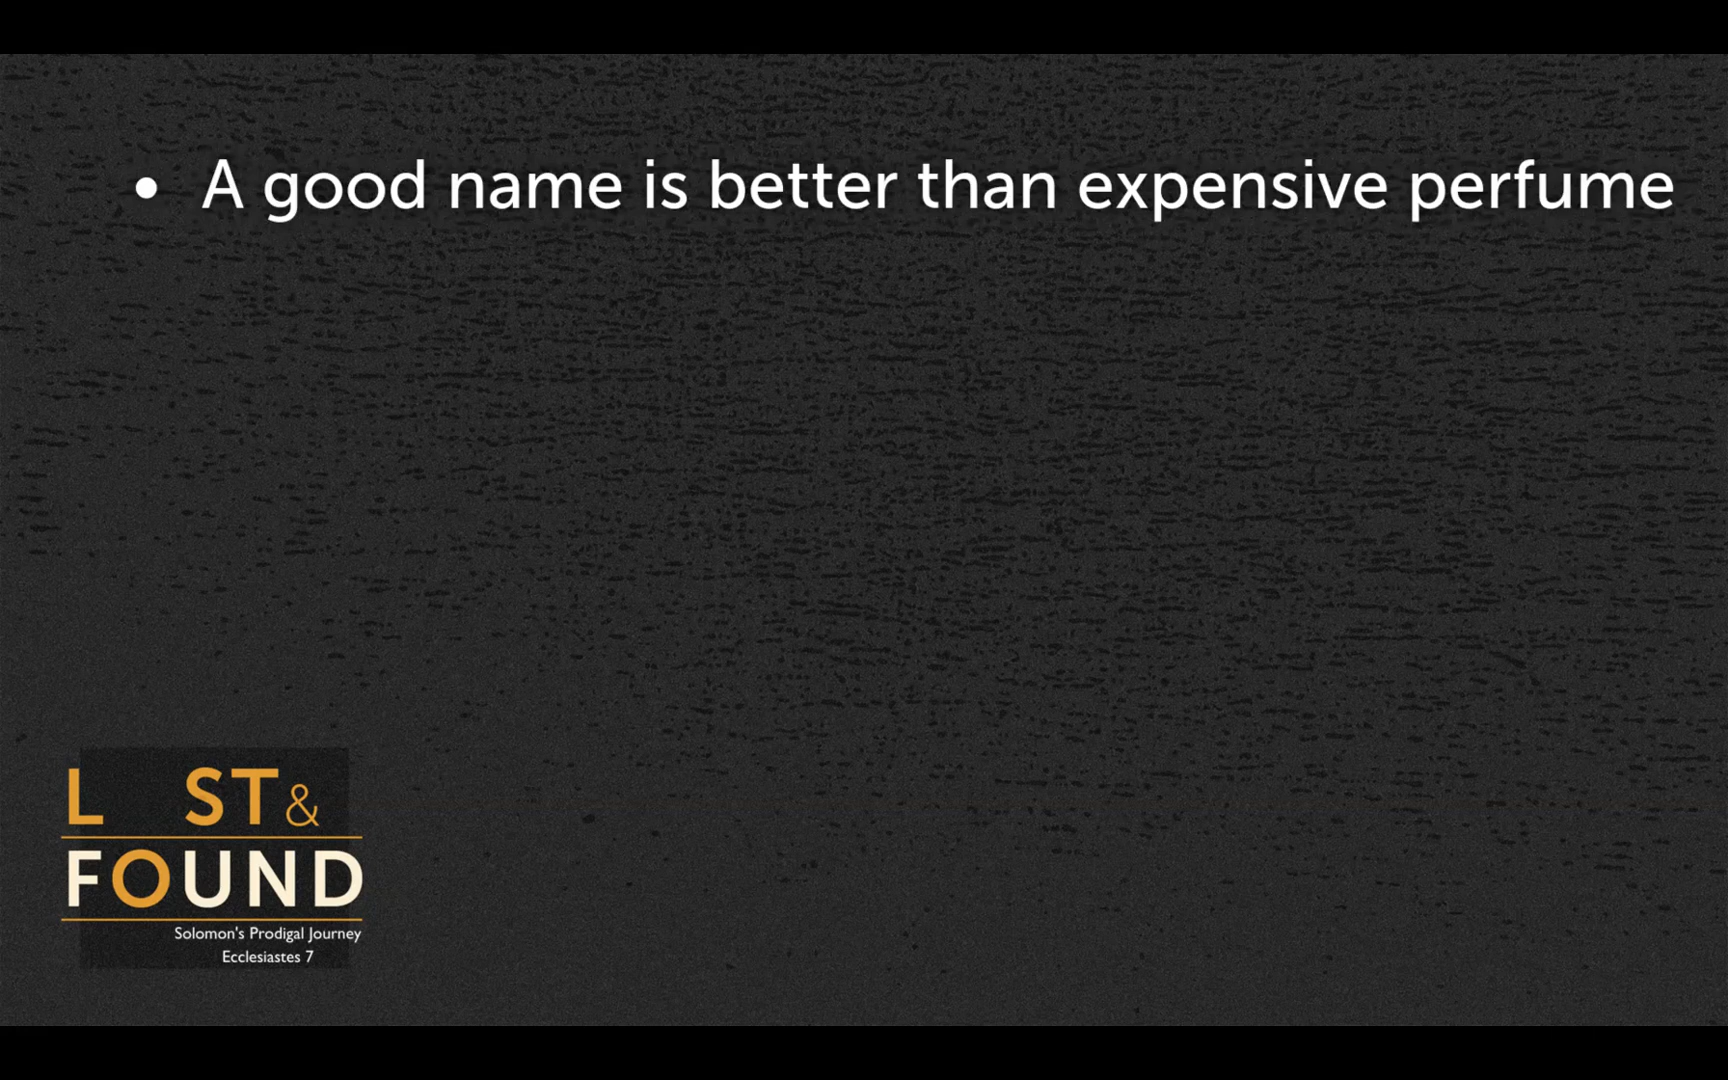 • A good name is better than expensive perfume
L ST&
FOUND
Solomon's Prodigal Journey
Ecclesiastes 7